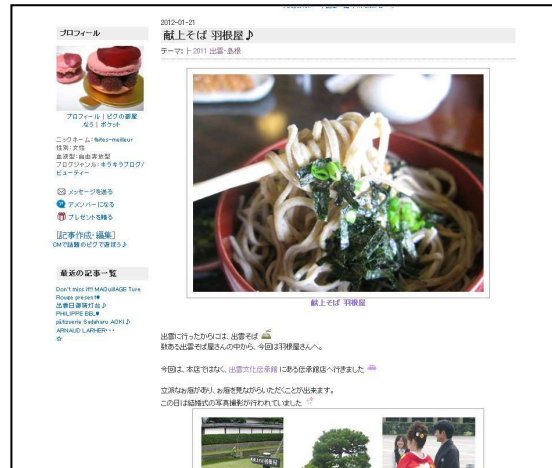 プロフィール
プロフィール｜ピグの部屋
なう｜ポケット
性別：女性
血液型：自由奔放型
ブログジャンル：キラキラブログ/
ビューティー
メッセージを送る
アメンバーになる
プレゼントを贈る
[記事作成・編集]
CMで話題のピグで遊ぼう♪
最近の記事一覧
Don't miss it!!! MAQuillAGE Ture
Rouge present
出雲日御碕灯台♪
PHILIPPE BEL
pâtisserie Sadaharu AOKI♪
ARNAUD LARHER・・・
☆
2012-01-21
献上そば 羽根屋♪
テーマ：┣ 2011 出雲・島根
献上そば 羽根屋
出雲に行ったからには、出雲そば
数ある出雲そば屋さんの中から、今回は羽根屋さんへ。
今回は、本店ではなく、出雲文化伝承館 にある伝承館店へ行きました
立派なお庭があり、お庭を見ながらいただくことが出来ます。
この日は結婚式の写真撮影が行われていました